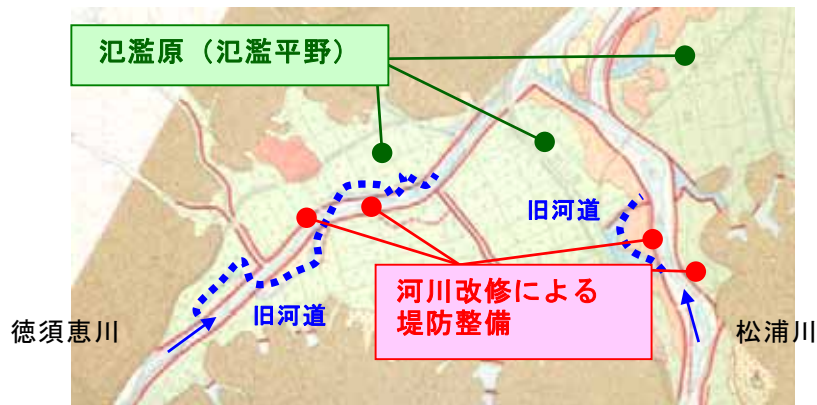 氾濫原（氾濫平野）
旧河道
旧河道
河川改修による
堤防整備
徳須恵川
松浦川